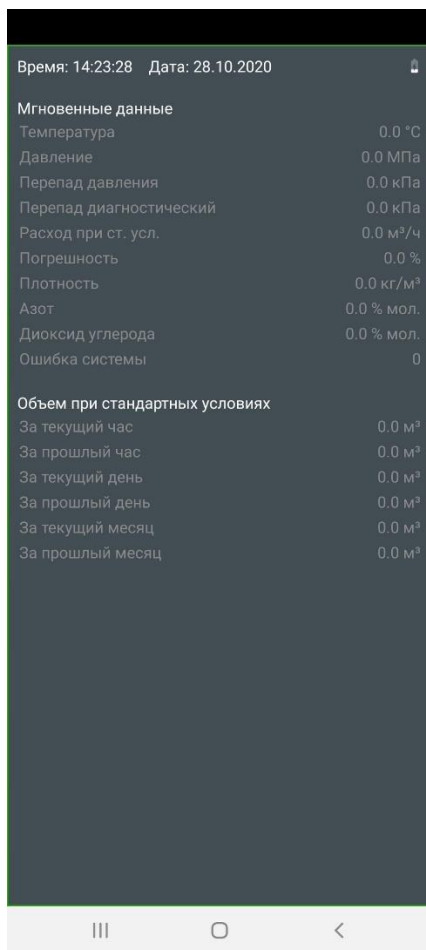 Время: 14:23:28 Дата: 28.10.2020
Мгновенные данные
Температура 0.0 °C
Давление 0.0 МПа
Перепад давления 0.0 кПа
Перепад диагностический 0.0 кПа
Расход при ст. усл. 0.0 м³/ч
Погрешность 0.0 %
Плотность 0.0 кг/м³
Азот 0.0 % мол.
Диоксид углерода 0.0 % мол.
Ошибка системы 0
Объем при стандартных условиях
За текущий час 0.0 м³
За прошлый час 0.0 м³
За текущий день 0.0 м³
За прошлый день 0.0 м³
За текущий месяц 0.0 м³
За прошлый месяц 0.0 м³